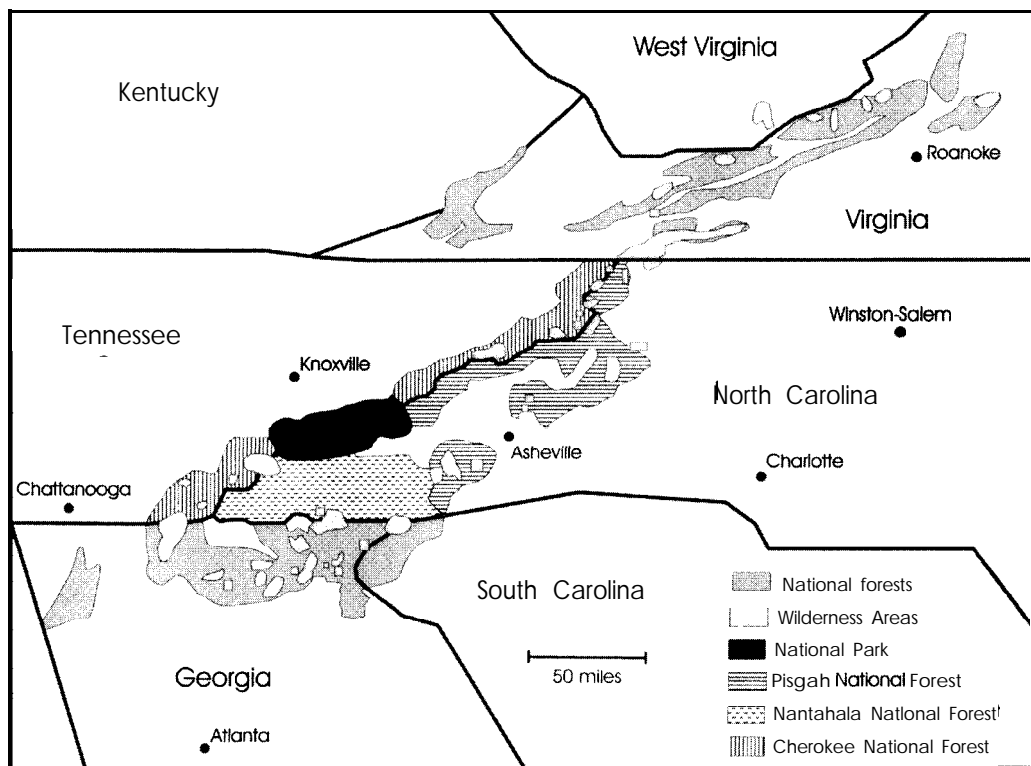 West Virginia
Kentucky
Roanoke
Virginia
Winston-Salem
Tennessee
Knoxville
North Carolina
Asheville
Charlotte
Chattanooga
South Carolina
National forests
Wilderness Areas
National Park
50 miles
Pisgah National Forest
Georgia
Nantahala National Forest
Atlanta
Cherokee National Forest